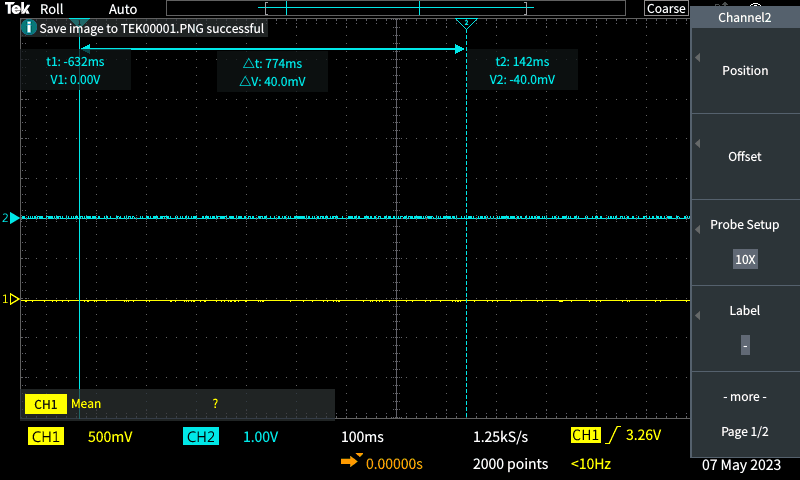 Tek Roll Auto Coarse
Save image to TEK00001.PNG successful
Channel2
t1: -632ms
V1: 0.00V
△t: 774ms
△V: 40.0mV
t2: 142ms
V2: -40.0mV
Position
Offset
Probe Setup
10X
Label
-
- more -
Page 1/2
2
1
CH1 Mean ?
CH1 500mV CH2 1.00V 100ms 1.25kS/s CH1 3.26V
0.00000s 2000 points <10Hz 07 May 2023